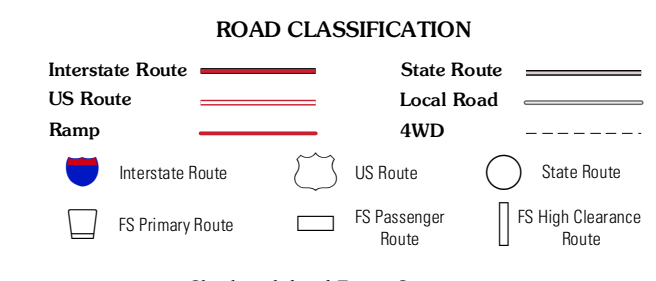 ROAD CLASSIFICATION
Interstate Route
State Route
US Route
Local Road
Ramp
4WD
Interstate Route
US Route
State Route
FS Primary Route
FS Passenger
Route
FS High Clearance
Route